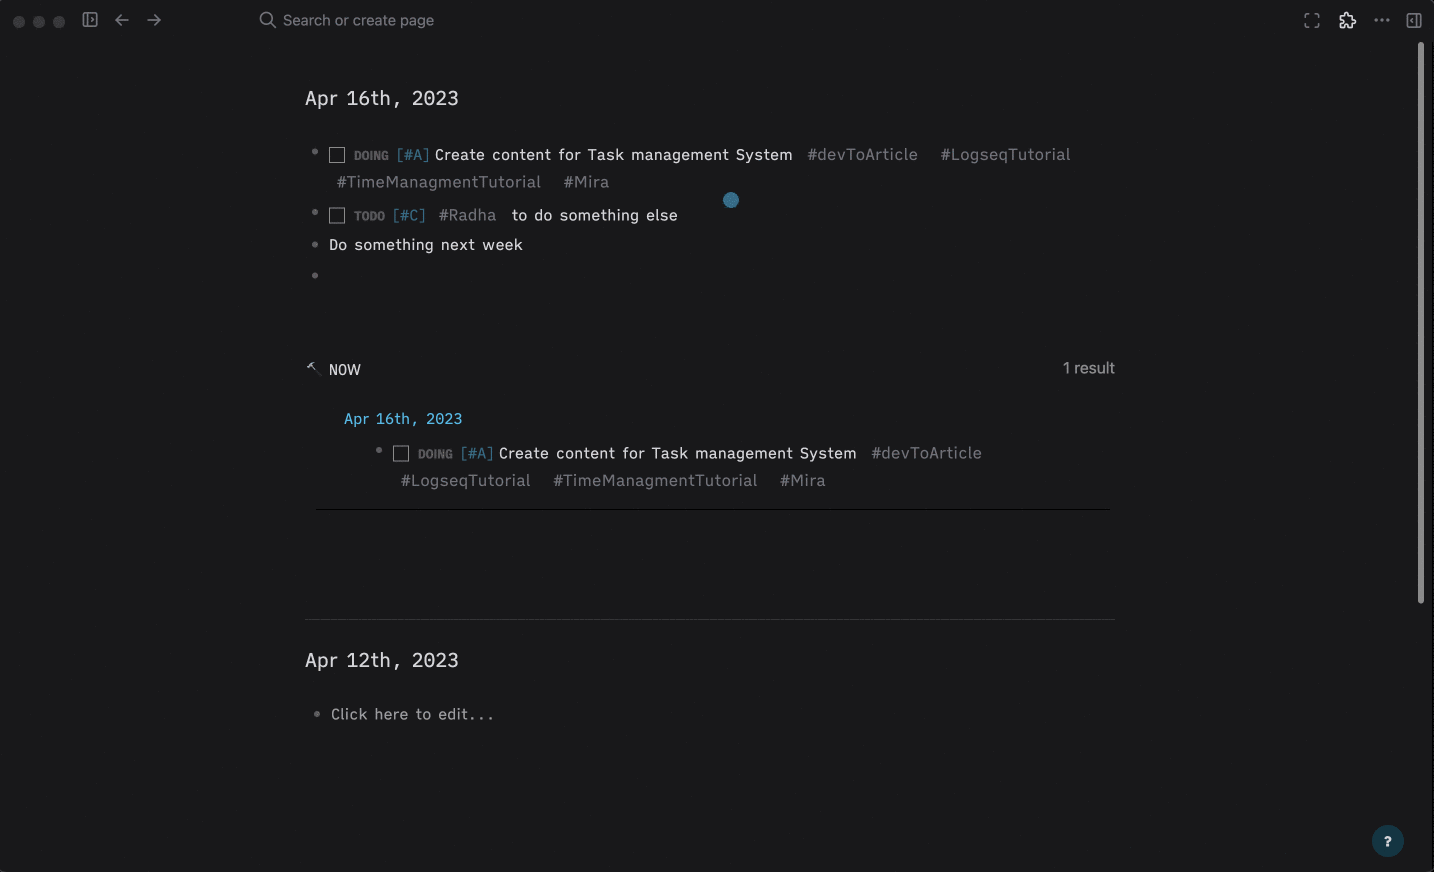 Search or create page
Apr 16th, 2023
DOING [#A] Create content for Task management System #devToArticle #LogseqTutorial
#TimeManagmentTutorial #Mira
TODO [#C] #Radha to do something else
Do something next week
NOW 1 result
Apr 16th, 2023
DOING [#A] Create content for Task management System #devToArticle
#LogseqTutorial #TimeManagmentTutorial #Mira
Apr 12th, 2023
Click here to edit...
?